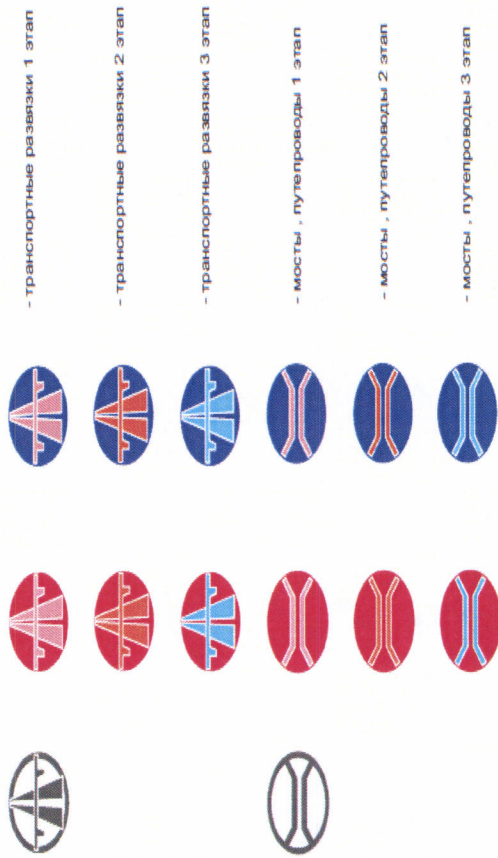 - транспортные развязки 1 этап
- транспортные развязки 2 этап
- транспортные развязки 3 этап
- мосты , путепроводы 1 этап
- мосты , путепроводы 2 этап
- мосты , путепроводы 3 этап